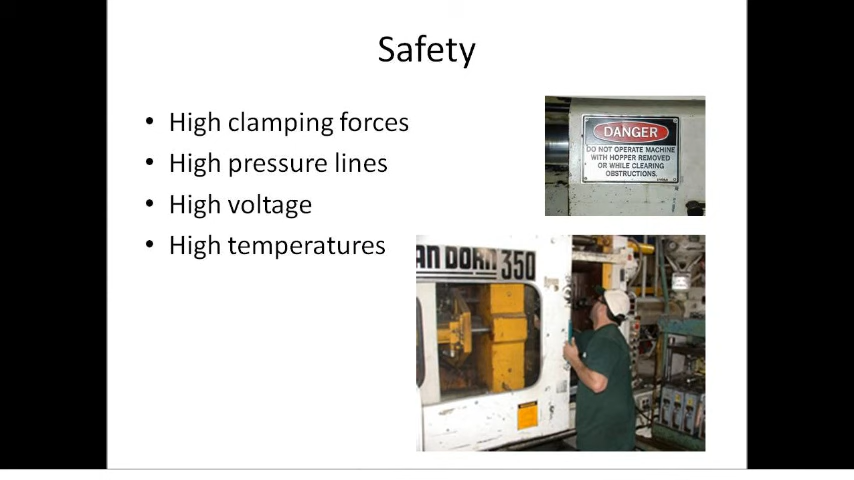 Safety
• High clamping forces
• High pressure lines
• High voltage
• High temperatures
DANGER
DO NOT OPERATE MACHINE
WITH HOPPER REMOVED
OR WHILE CLEARING
OBSTRUCTIONS.
AN DORN 350